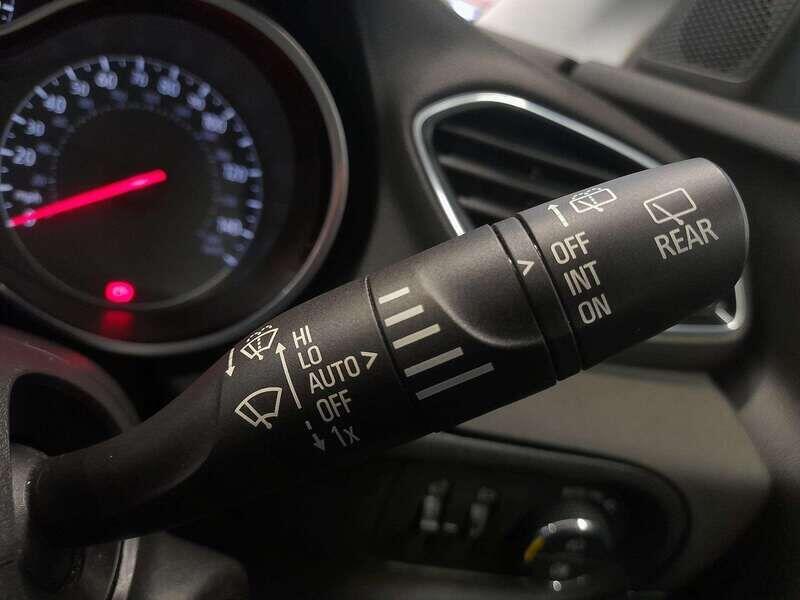 HI
LO
AUTO >
OFF
1x
>
OFF
INT
ON
REAR